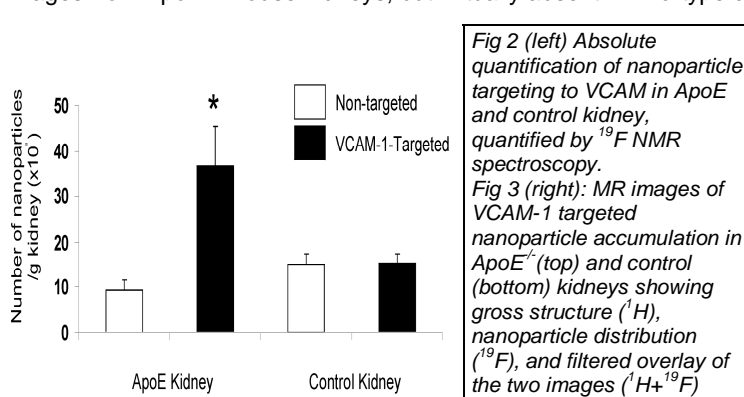 Fig 2 (left) Absolute
quantification of nanoparticle
targeting to VCAM in ApoE
and control kidney,
quantified by ¹⁹F NMR
spectroscopy.
Fig 3 (right): MR images of
VCAM-1 targeted
nanoparticle accumulation in
ApoE⁻/⁻(top) and control
(bottom) kidneys showing
gross structure (¹H),
nanoparticle distribution
(¹⁹F), and filtered overlay of
the two images (¹H+¹⁹F)
Number of nanoparticles
/g kidney (x10
50
40
30
20
10
0
*
Non-targeted
VCAM-1-Targeted
ApoE Kidney
Control Kidney